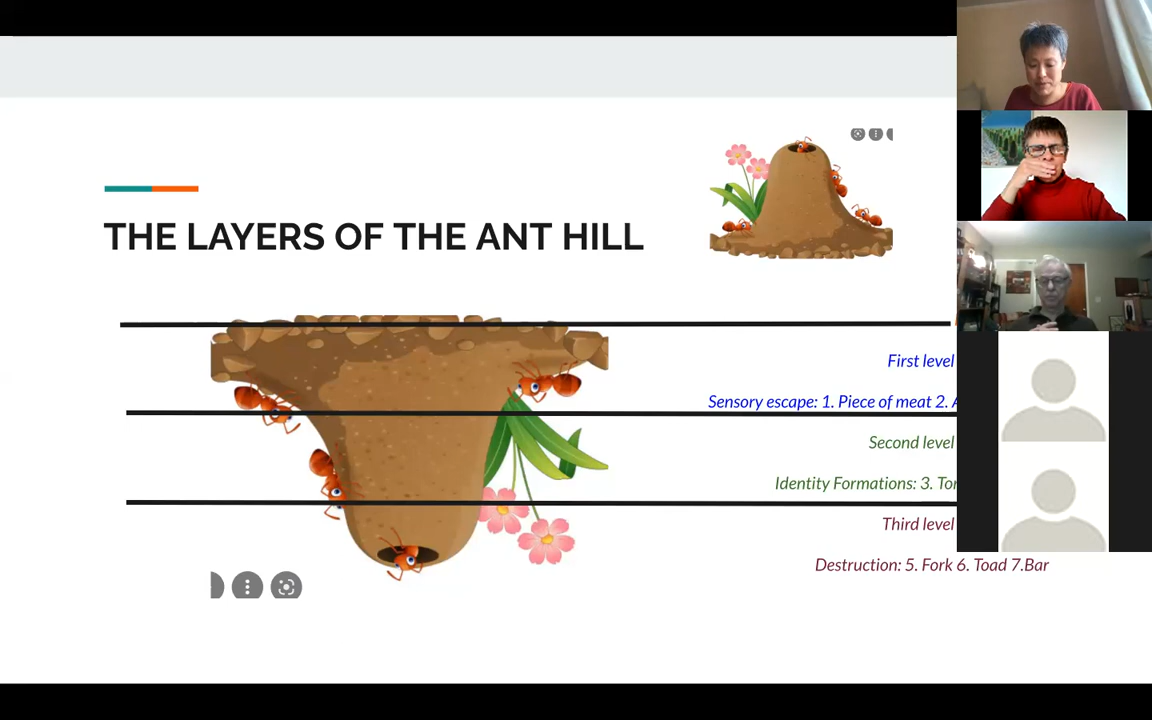 THE LAYERS OF THE ANT HILL
First level
Sensory escape: 1. Piece of meat 2.
Second level
Identity Formations: 3.
Third level
Destruction: 5. Fork 6. Toad 7.Bar